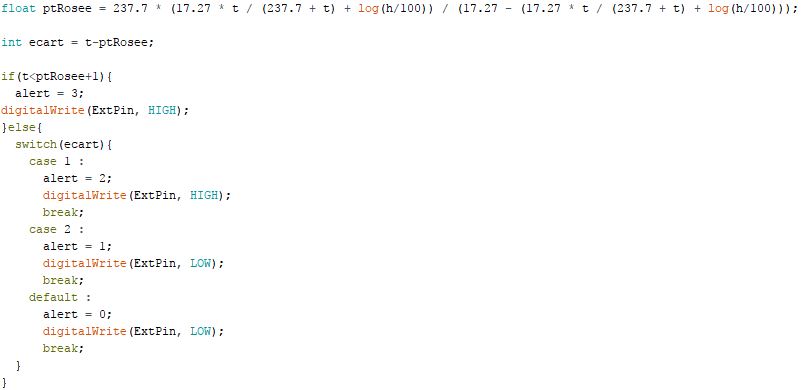 float ptRosee = 237.7 * (17.27 * t / (237.7 + t) + log(h/100)) / (17.27 - (17.27 * t / (237.7 + t) + log(h/100)));
int ecart = t-ptRosee;
if(t<ptRosee+1){
alert = 3;
digitalWrite(ExtPin, HIGH);
}else{
switch(ecart){
case 1 :
alert = 2;
digitalWrite(ExtPin, HIGH);
break;
case 2 :
alert = 1;
digitalWrite(ExtPin, LOW);
break;
default :
alert = 0;
digitalWrite(ExtPin, LOW);
break;
}
}